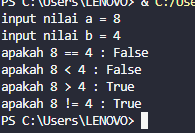 PS C:\Users\LENOVO> & C:/Use
input nilai a = 8
input nilai b = 4
apakah 8 == 4 : False
apakah 8 < 4 : False
apakah 8 > 4 : True
apakah 8 != 4 : True
PS C:\Users\LENOVO>